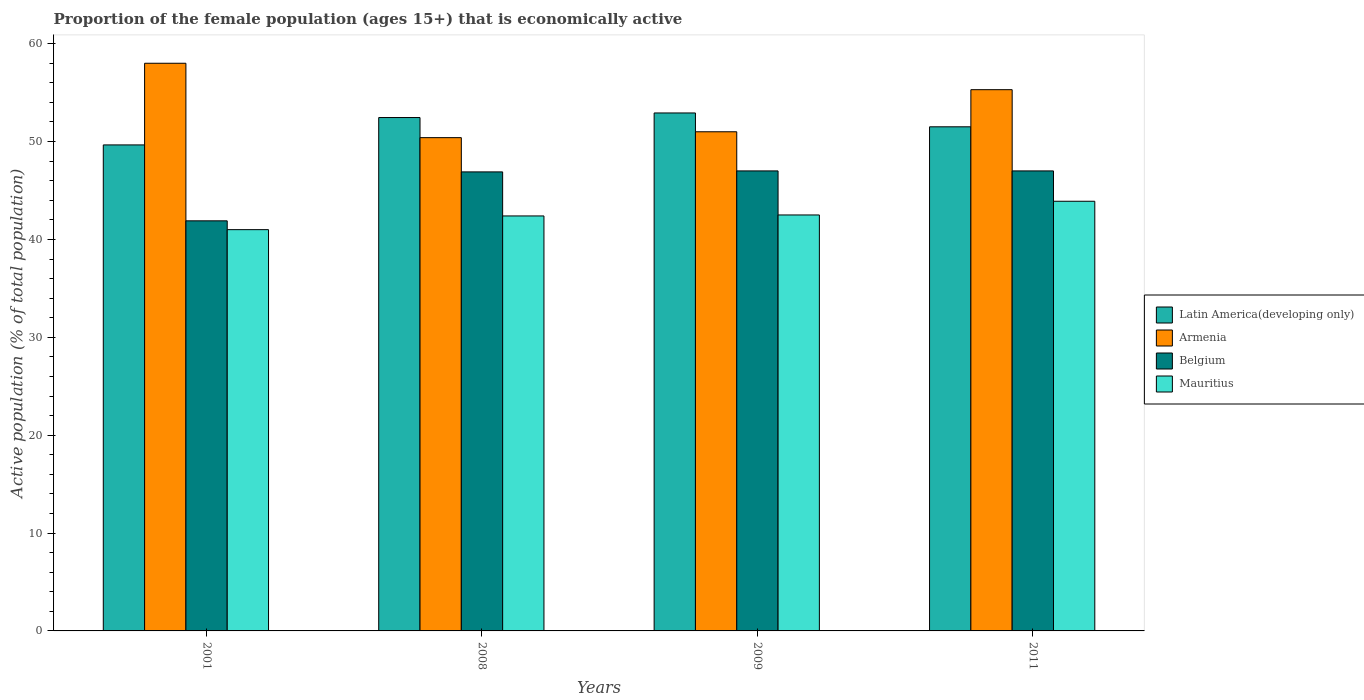 Proportion of the female population (ages 15+) that is economically active
Active population (% of total population)
60
50
40
30
20
10
0
2001
2008
2009
2011
Years
Latin America(developing only)
Armenia
Belgium
Mauritius